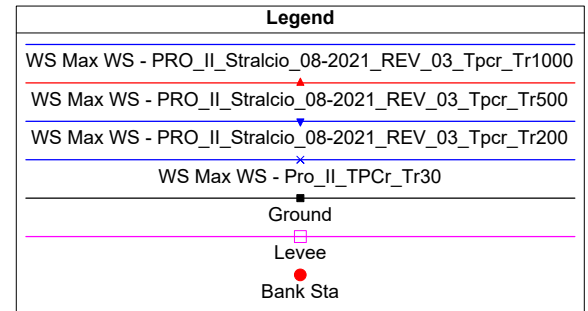 Legend
WS Max WS - PRO_II_Stralcio_08-2021_REV_03_Tpcr_Tr1000
WS Max WS - PRO_II_Stralcio_08-2021_REV_03_Tpcr_Tr500
WS Max WS - PRO_II_Stralcio_08-2021_REV_03_Tpcr_Tr200
WS Max WS - Pro_II_TPCr_Tr30
Ground
Levee
Bank Sta